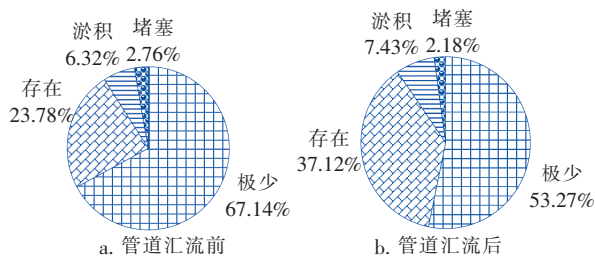 淤积 堵塞
6.32% 2.76%
存在
23.78%
极少
67.14%
a. 管道汇流前
淤积 堵塞
7.43% 2.18%
存在
37.12%
极少
53.27%
b. 管道汇流后